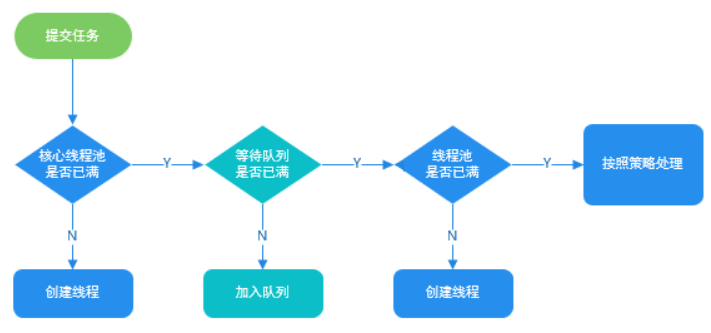 提交任务
核心线程池
是否已满
Y
等待队列
是否已满
Y
线程池
是否已满
Y
按照策略处理
N
N
N
创建线程
加入队列
创建线程